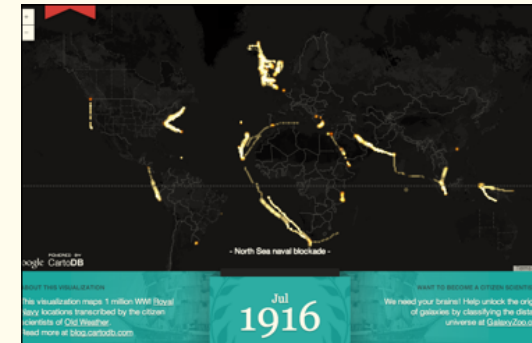 - North Sea naval blockade -
POWERED BY
oogle CartoDB
ABOUT THIS VISUALIZATION
This visualization maps 1 million WWI Royal
Navy locations transcribed by the citizen
scientists of Old Weather.
Read more at blog.cartodb.com
Jul
1916
WANT TO BECOME A CITIZEN SCIENTIS
We need your brains! Help unlock the orig
of galaxies by classifying the dista
universe at GalaxyZoo.o